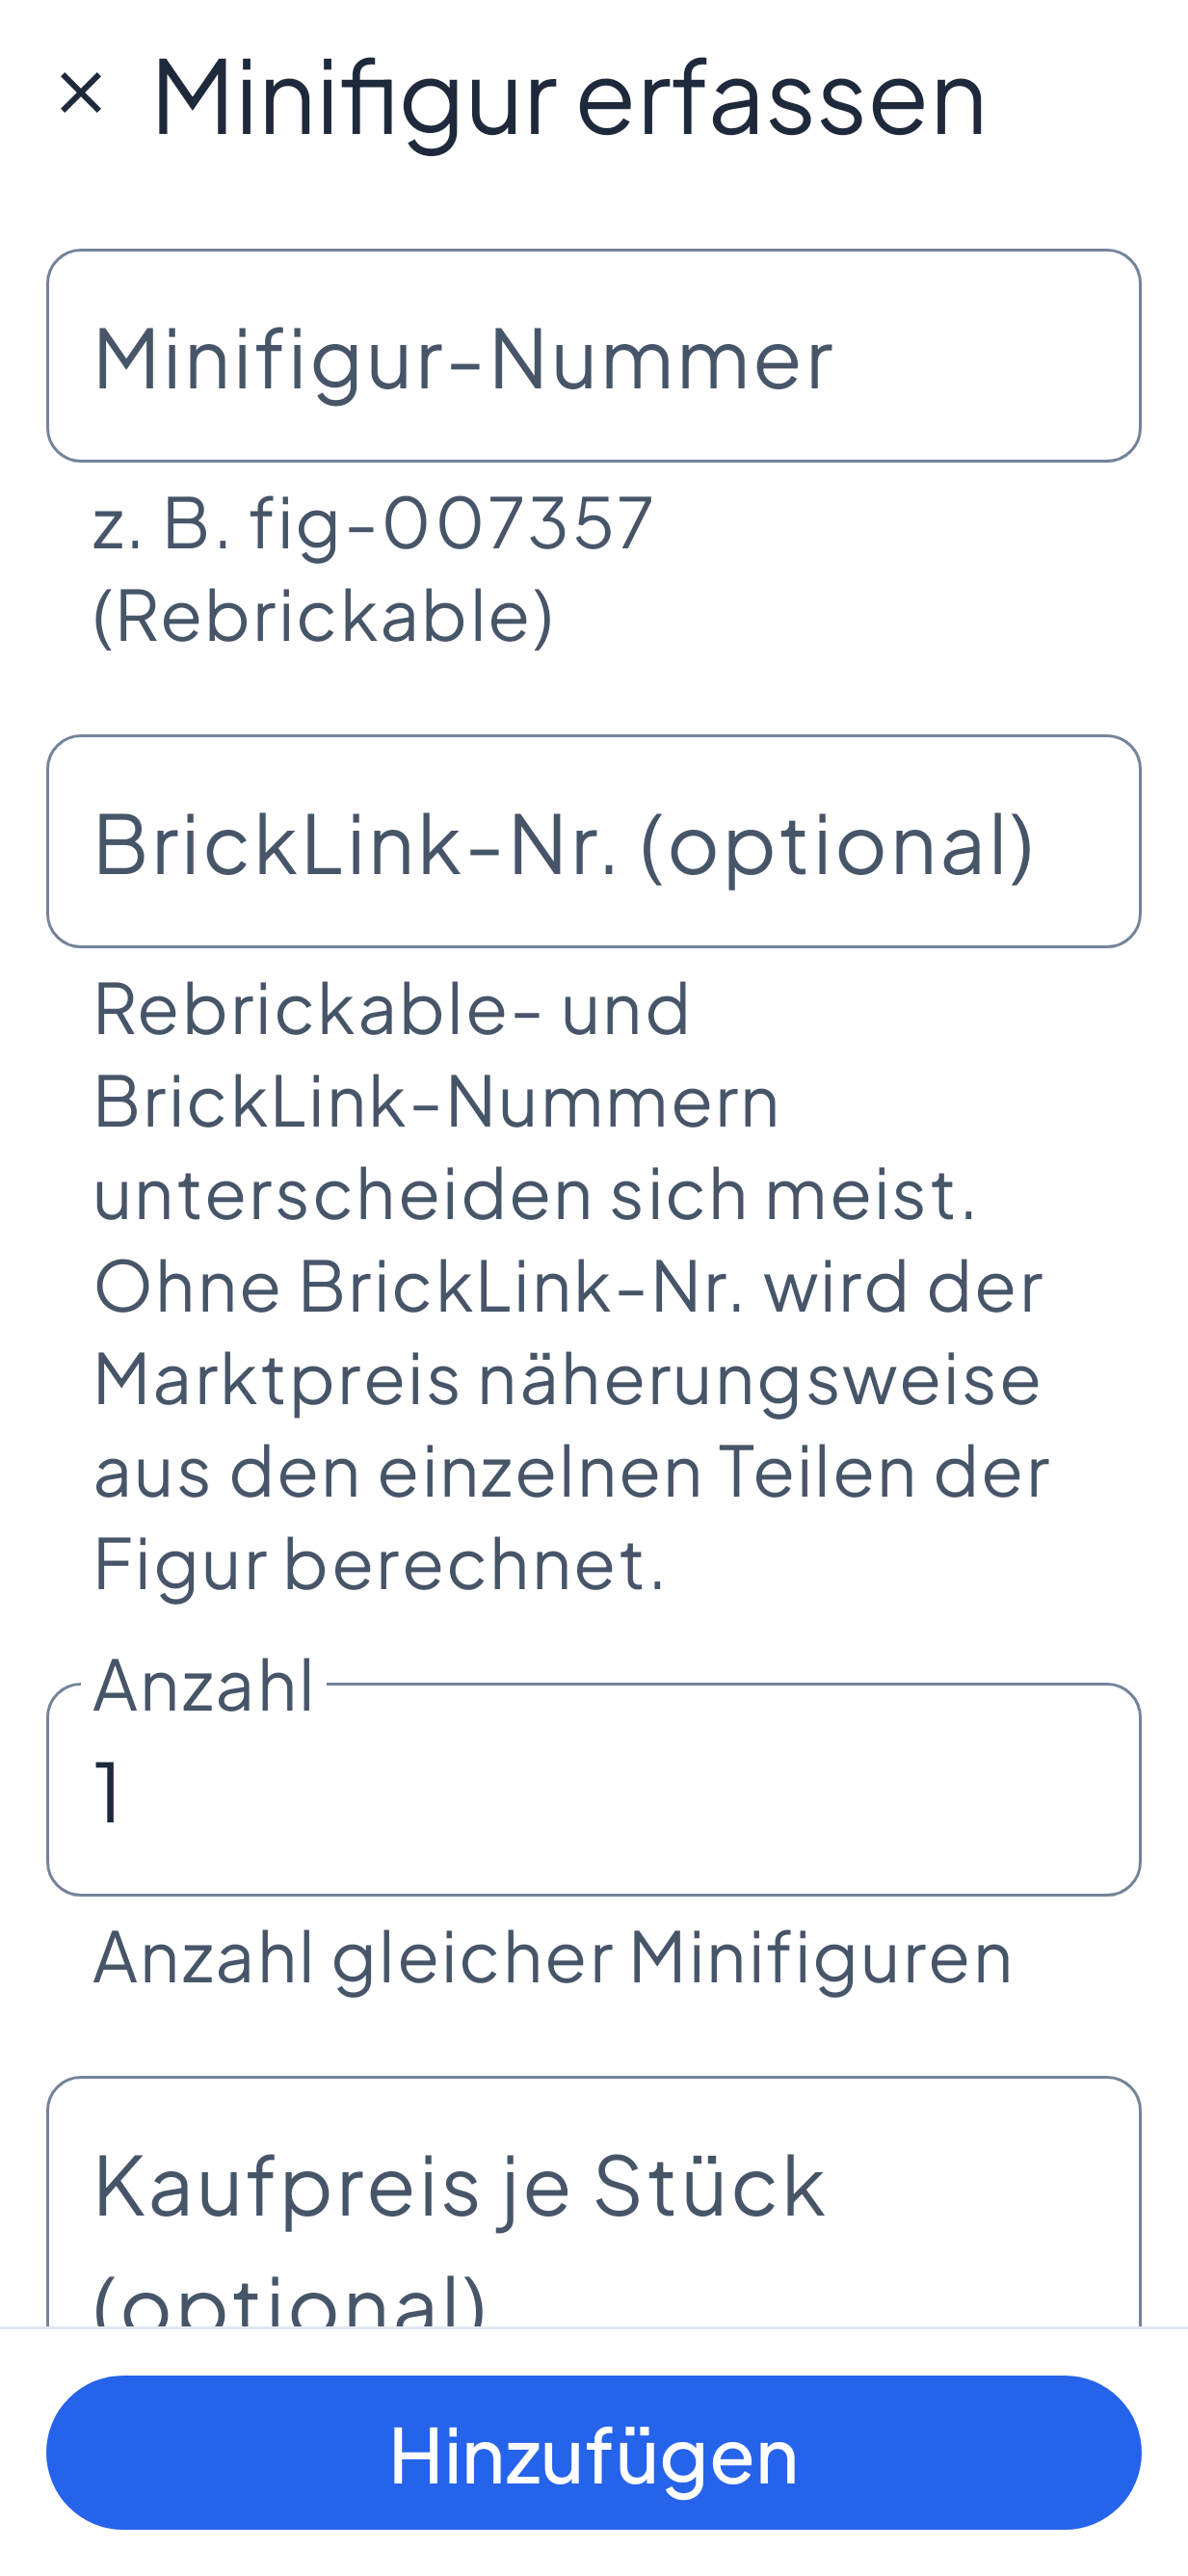 Minifigur erfassen
Minifigur-Nummer
z. B. fig-007357
(Rebrickable)
BrickLink-Nr. (optional)
Rebrickable- und
BrickLink-Nummern
unterscheiden sich meist.
Ohne BrickLink-Nr. wird der
Marktpreis näherungsweise
aus den einzelnen Teilen der
Figur berechnet.
Anzahl
1
Anzahl gleicher Minifiguren
Kaufpreis je Stück
(optional)
Hinzufügen